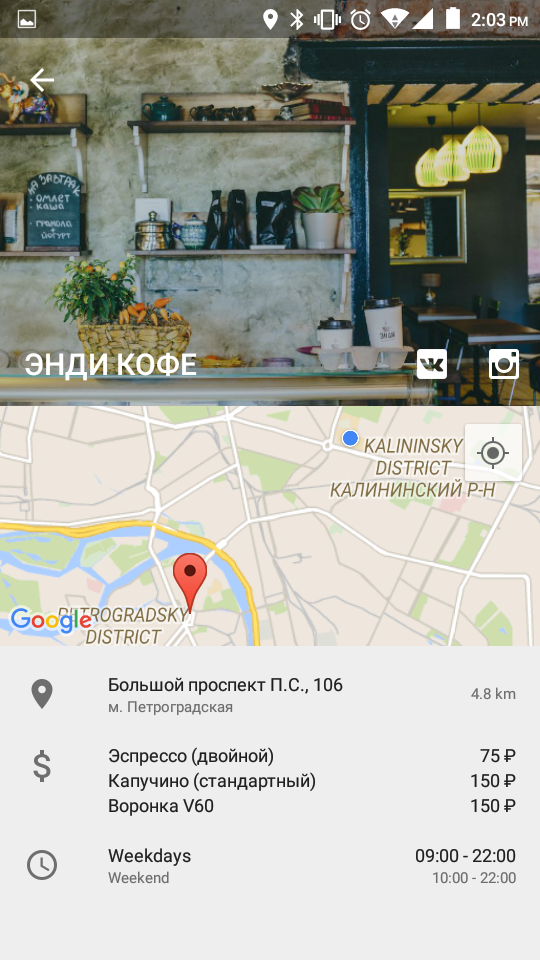 2:03 PM
НА ЗАВТРАК
ОМЛЕТ
КАША
ГРАНОЛА
+
ЙОГУРТ
ЭНДИ
ЭНДИ КОФЕ
KALININSKY
DISTRICT
КАЛИНИНСКИЙ Р-Н
PETROGRADSKY
DISTRICT
Google
Большой проспект П.С., 106
4.8 km
м. Петроградская
Эспрессо (двойной) 75 ₽
Капучино (стандартный) 150 ₽
Воронка V60 150 ₽
Weekdays 09:00 - 22:00
Weekend 10:00 - 22:00